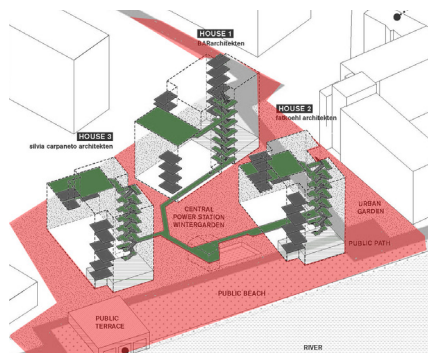 HOUSE 1
BARarchitekten
HOUSE 2
fatkoehl architekten
HOUSE 3
silvia carpaneto architekten
CENTRAL
POWER STATION
WINTERGARDEN
URBAN
GARDEN
PUBLIC PATH
PUBLIC BEACH
PUBLIC
TERRACE
RIVER